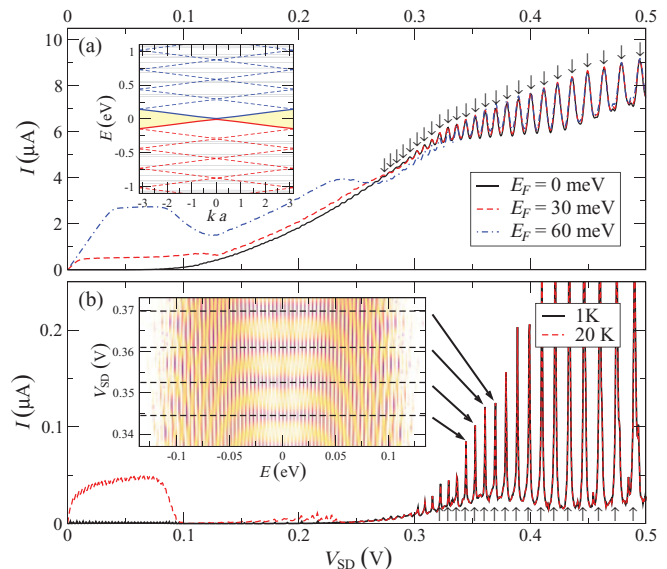 0 0.1 0.2 0.3 0.4 0.5
(a)
10
8
6
4
2
0
I (μA)
1
0.5
0
-0.5
-1
E (eV)
-3 -2 -1 0 1 2 3
k a
E_F = 0 meV
E_F = 30 meV
E_F = 60 meV
(b)
0.2
0.1
0
I (μA)
0.37
0.36
0.35
0.34
V_SD (V)
-0.1 -0.05 0 0.05 0.1
E (eV)
1K
20 K
0 0.1 0.2 0.3 0.4 0.5
V_SD (V)